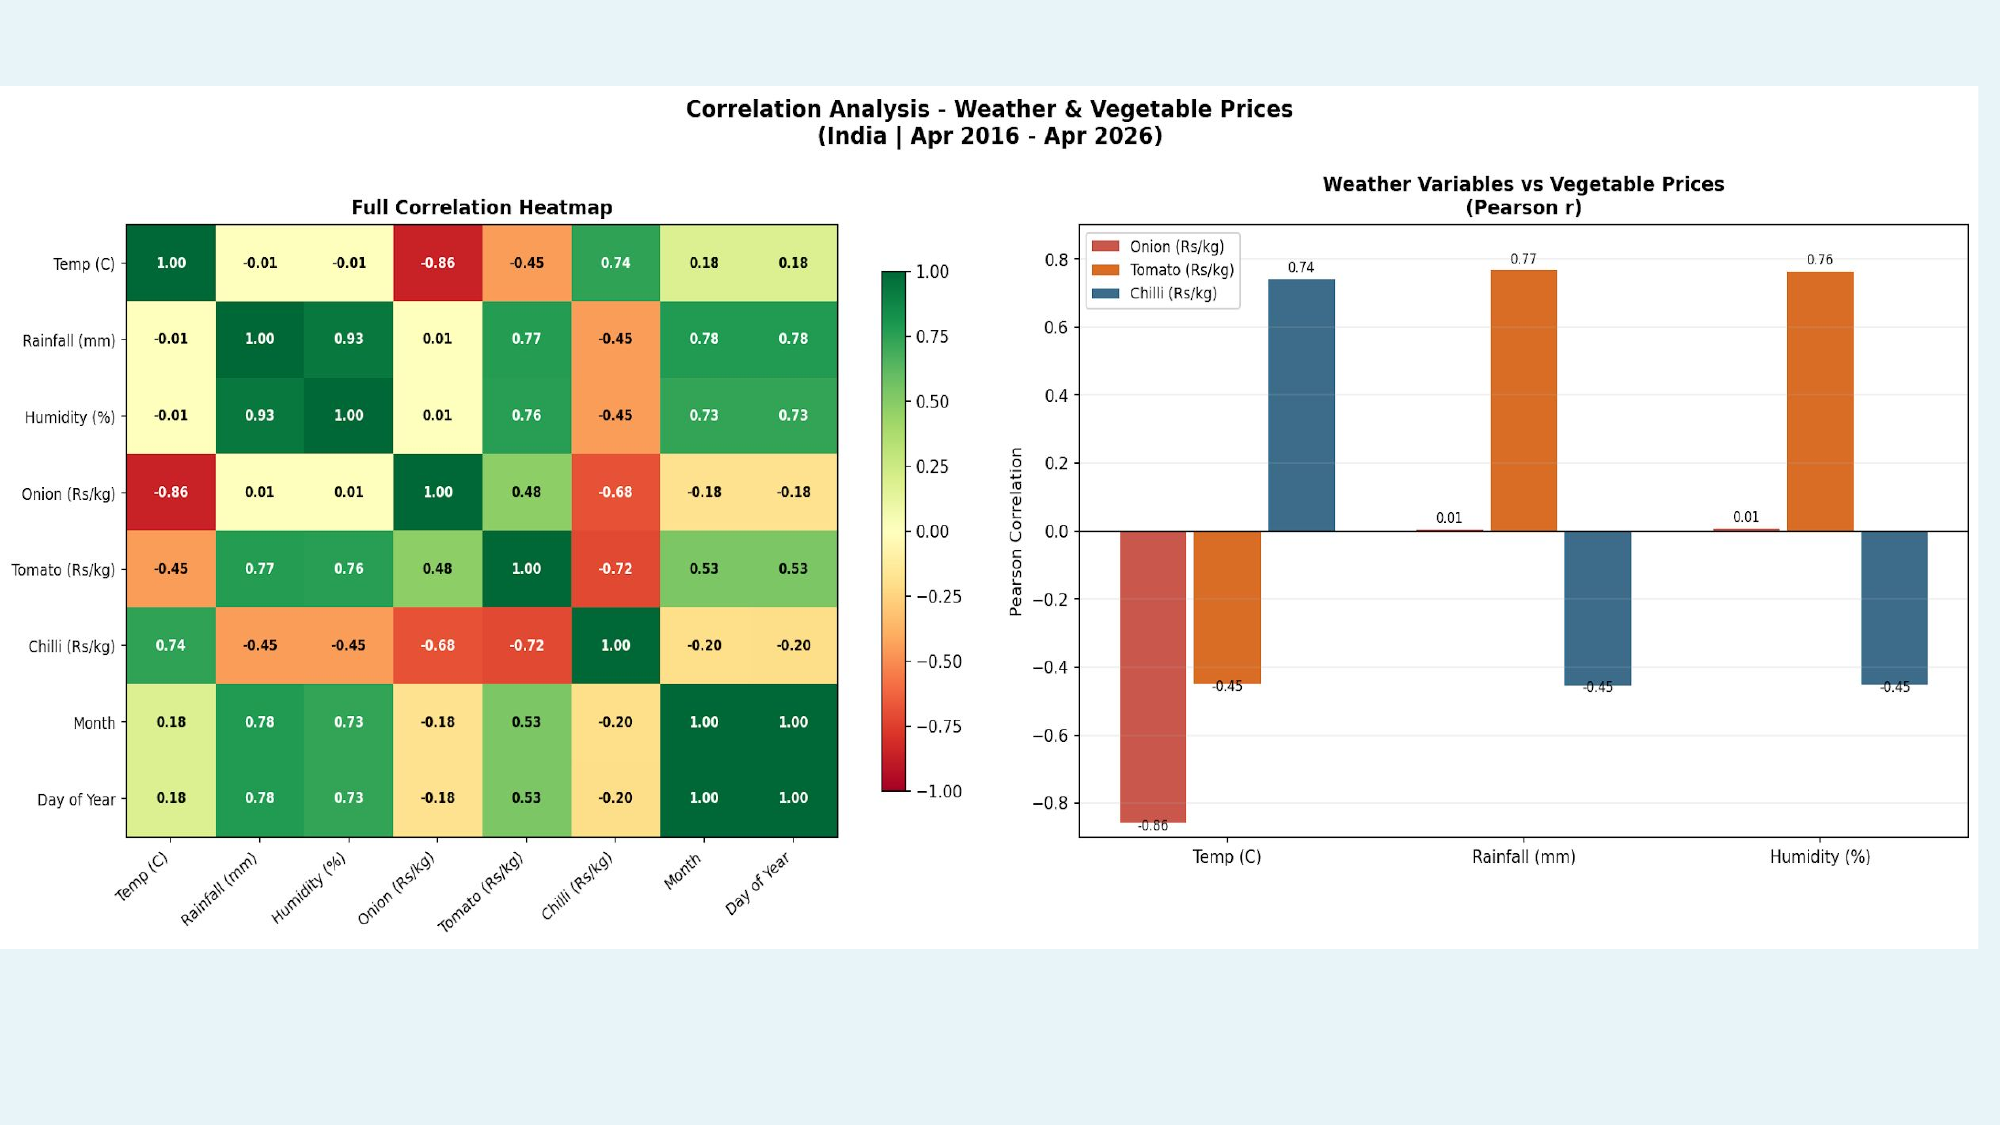 Correlation Analysis - Weather & Vegetable Prices
(India | Apr 2016 - Apr 2026)
Full Correlation Heatmap
Temp (C) 1.00 -0.01 -0.01 -0.86 -0.45 0.74 0.18 0.18
Rainfall (mm) -0.01 1.00 0.93 0.01 0.77 -0.45 0.78 0.78
Humidity (%) -0.01 0.93 1.00 0.01 0.76 -0.45 0.73 0.73
Onion (Rs/kg) -0.86 0.01 0.01 1.00 0.48 -0.68 -0.18 -0.18
Tomato (Rs/kg) -0.45 0.77 0.76 0.48 1.00 -0.72 0.53 0.53
Chilli (Rs/kg) 0.74 -0.45 -0.45 -0.68 -0.72 1.00 -0.20 -0.20
Month 0.18 0.78 0.73 -0.18 0.53 -0.20 1.00 1.00
Day of Year 0.18 0.78 0.73 -0.18 0.53 -0.20 1.00 1.00
Temp (C) Rainfall (mm) Humidity (%) Onion (Rs/kg) Tomato (Rs/kg) Chilli (Rs/kg) Month Day of Year
1.00
0.75
0.50
0.25
0.00
−0.25
−0.50
−0.75
−1.00
Weather Variables vs Vegetable Prices
(Pearson r)
Onion (Rs/kg)
Tomato (Rs/kg)
Chilli (Rs/kg)
Pearson Correlation
0.8
0.6
0.4
0.2
0.0
−0.2
−0.4
−0.6
−0.8
-0.86 -0.45 0.74
0.01 0.77 -0.45
0.01 0.76 -0.45
Temp (C) Rainfall (mm) Humidity (%)